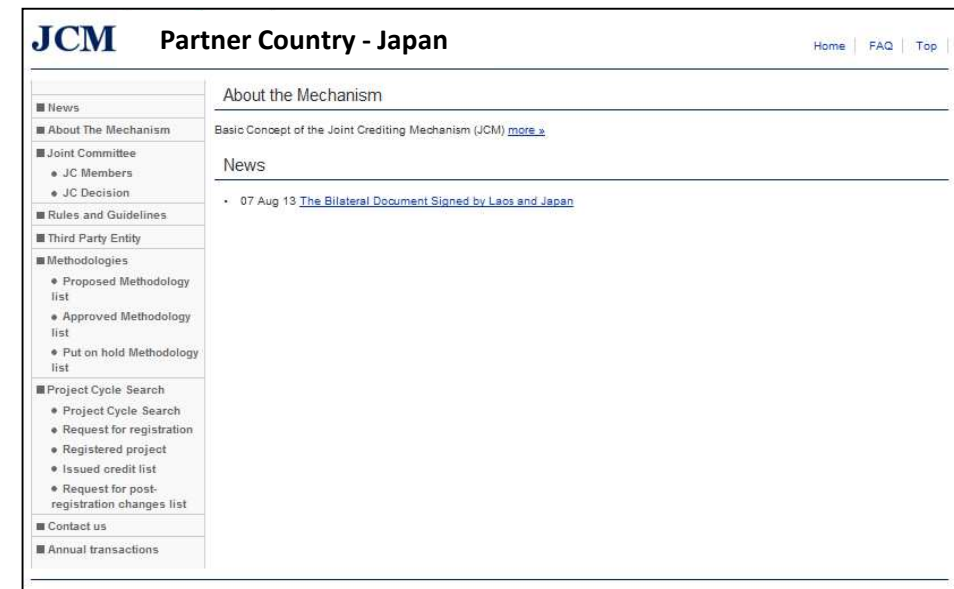 JCM Partner Country - Japan
Home | FAQ | Top |
■ News
■ About The Mechanism
■ Joint Committee
● JC Members
● JC Decision
■ Rules and Guidelines
■ Third Party Entity
■ Methodologies
● Proposed Methodology
list
● Approved Methodology
list
● Put on hold Methodology
list
■ Project Cycle Search
● Project Cycle Search
● Request for registration
● Registered project
● Issued credit list
● Request for post-
registration changes list
■ Contact us
■ Annual transactions
About the Mechanism
Basic Concept of the Joint Crediting Mechanism (JCM) more »
News
• 07 Aug 13 The Bilateral Document Signed by Laos and Japan